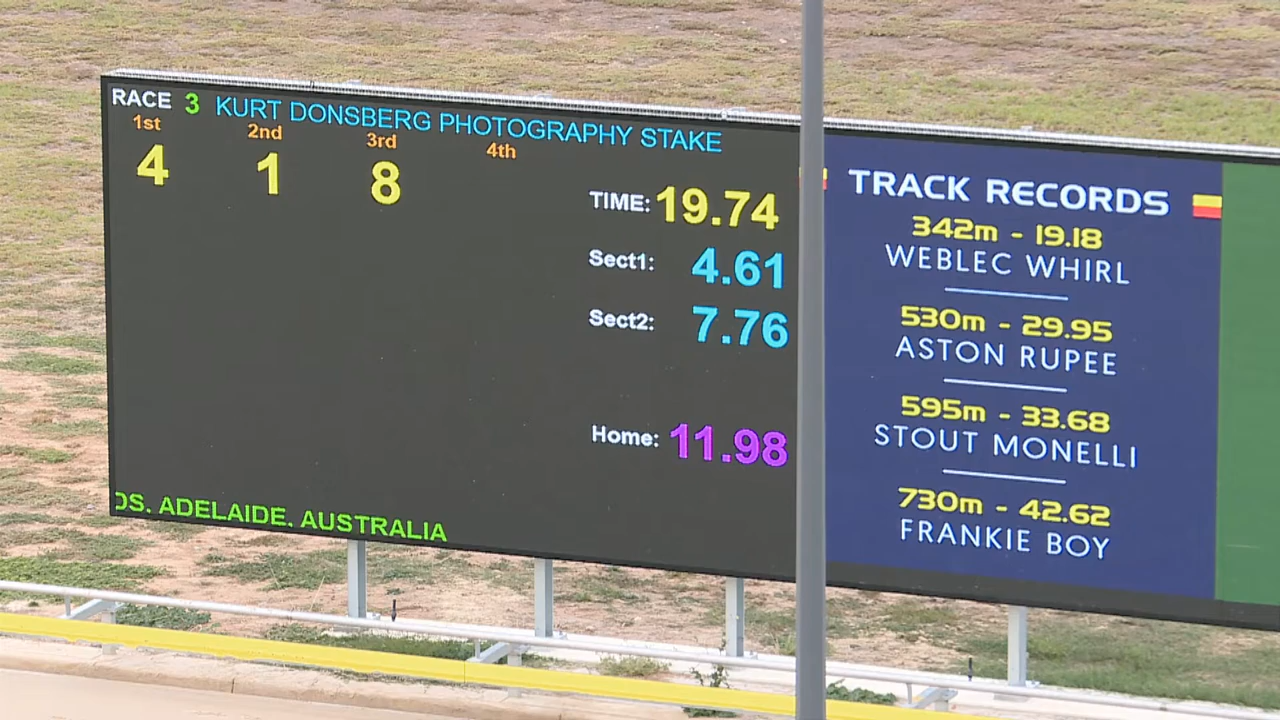 RACE 3 KURT DONSBERG PHOTOGRAPHY STAKE
1st 2nd 3rd 4th
4 1 8
TIME: 19.74
Sect1: 4.61
Sect2: 7.76
Home: 11.98
OS. ADELAIDE. AUSTRALIA
TRACK RECORDS
342m - 19.18
WEBLEC WHIRL
530m - 29.95
ASTON RUPEE
595m - 33.68
STOUT MONELLI
730m - 42.62
FRANKIE BOY